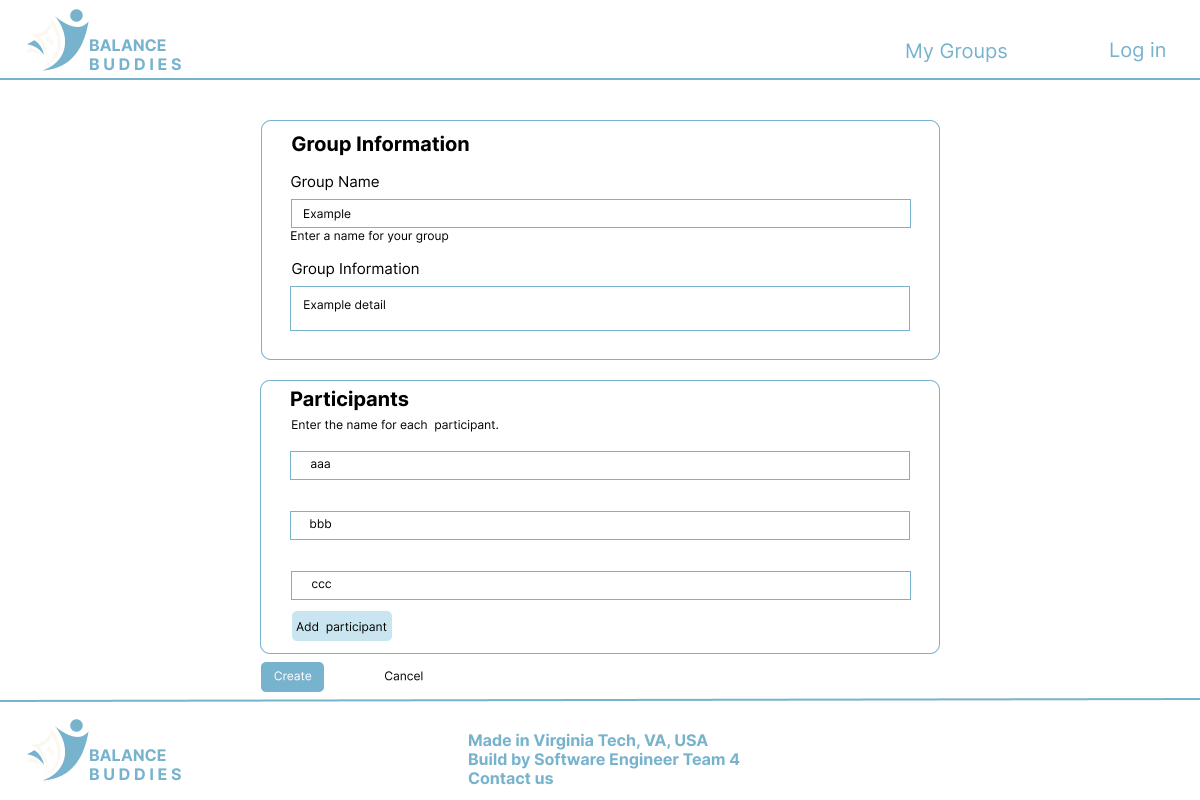 BALANCE
BUDDIES
My Groups
Log in
Group Information
Group Name
Example
Enter a name for your group
Group Information
Example detail
Participants
Enter the name for each  participant.
aaa
bbb
ccc
Add  participant
Create
Cancel
BALANCE
BUDDIES
Made in Virginia Tech, VA, USA
Build by Software Engineer Team 4
Contact us